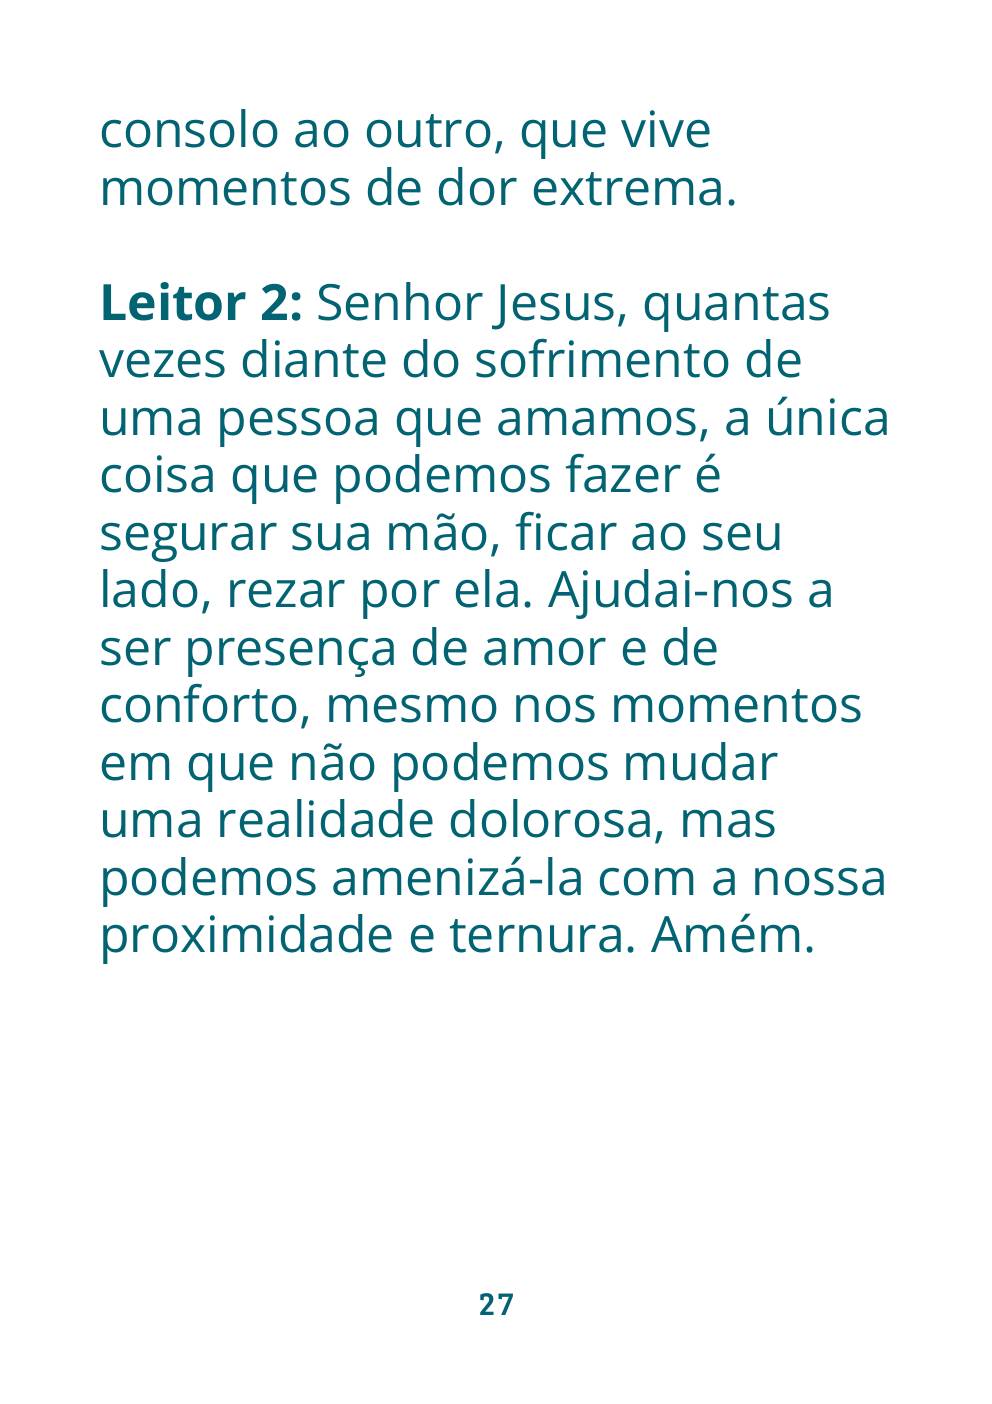 consolo ao outro, que vive
momentos de dor extrema.
Leitor 2: Senhor Jesus, quantas
vezes diante do sofrimento de
uma pessoa que amamos, a única
coisa que podemos fazer é
segurar sua mão, ficar ao seu
lado, rezar por ela. Ajudai-nos a
ser presença de amor e de
conforto, mesmo nos momentos
em que não podemos mudar
uma realidade dolorosa, mas
podemos amenizá-la com a nossa
proximidade e ternura. Amém.
27